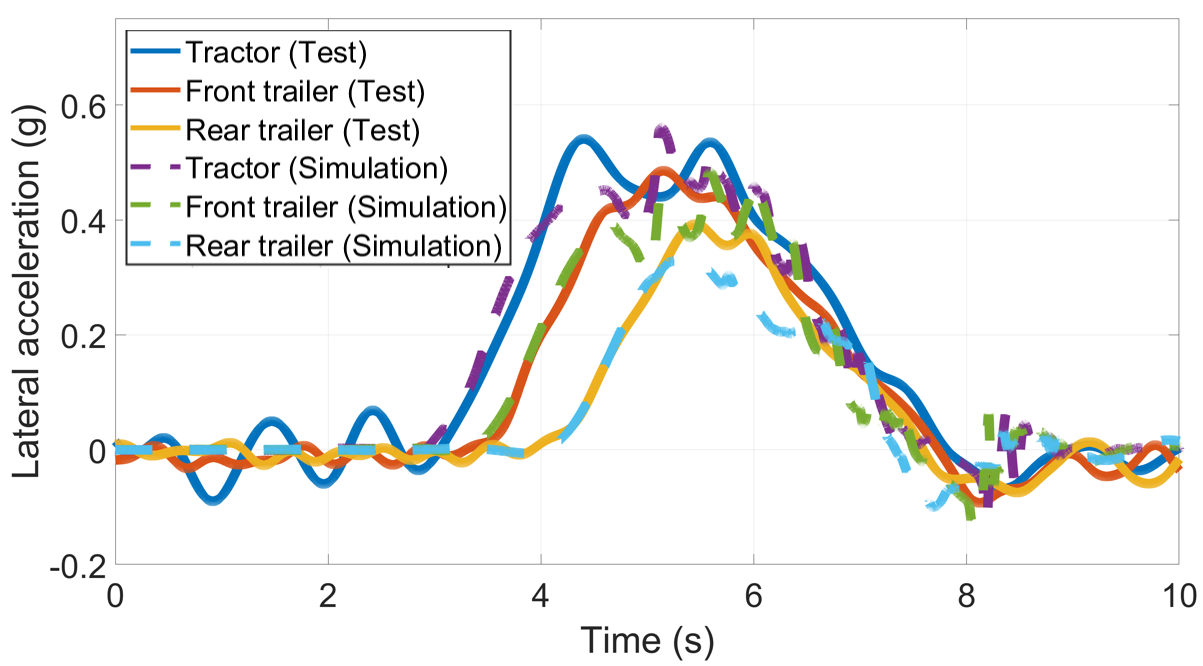 Tractor (Test)
Front trailer (Test)
Rear trailer (Test)
Tractor (Simulation)
Front trailer (Simulation)
Rear trailer (Simulation)
Lateral acceleration (g)
0.6
0.4
0.2
0
-0.2
0 2 4 6 8 10
Time (s)